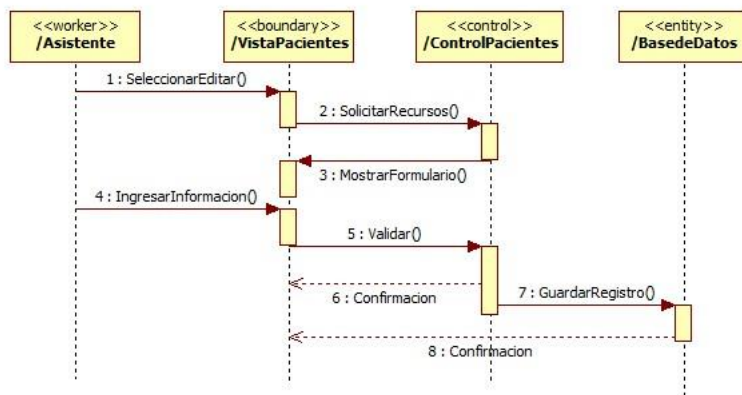 <<worker>>
/Asistente
<<boundary>>
/VistaPacientes
<<control>>
/ControlPacientes
<<entity>>
/BasedeDatos
1 : SeleccionarEditar()
2 : SolicitarRecursos()
3 : MostrarFormulario()
4 : IngresarInformacion()
5 : Validar()
6 : Confirmacion
7 : GuardarRegistro()
8 : Confirmacion